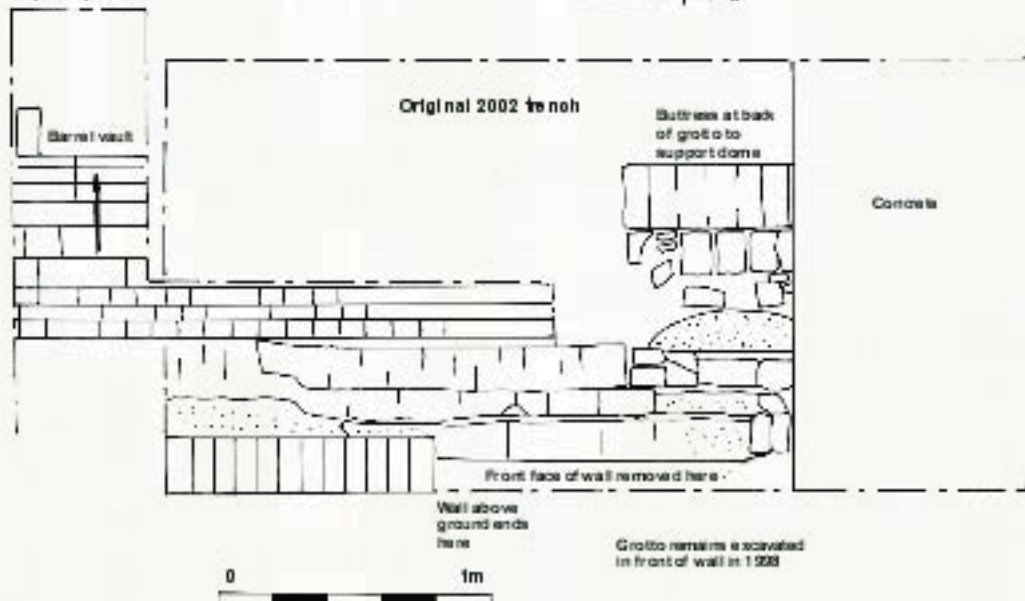 Original 2002 trench
Barrel vault
Buttress at back
of grotto to
support dome
Concrete
Front face of wall removed here
Wall above
ground ends
here
Grotto remains excavated
in front of wall in 1998
0 1m